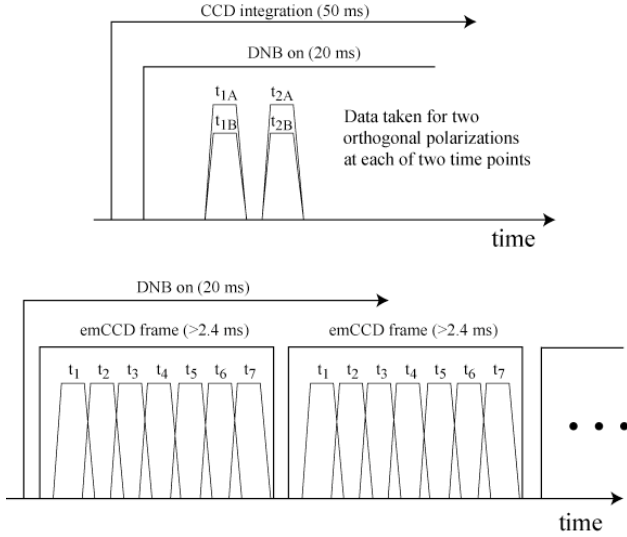 CCD integration (50 ms)
DNB on (20 ms)
t1A t2A
t1B t2B
Data taken for two
orthogonal polarizations
at each of two time points
time
DNB on (20 ms)
emCCD frame (>2.4 ms) emCCD frame (>2.4 ms)
t1 t2 t3 t4 t5 t6 t7 t1 t2 t3 t4 t5 t6 t7
time